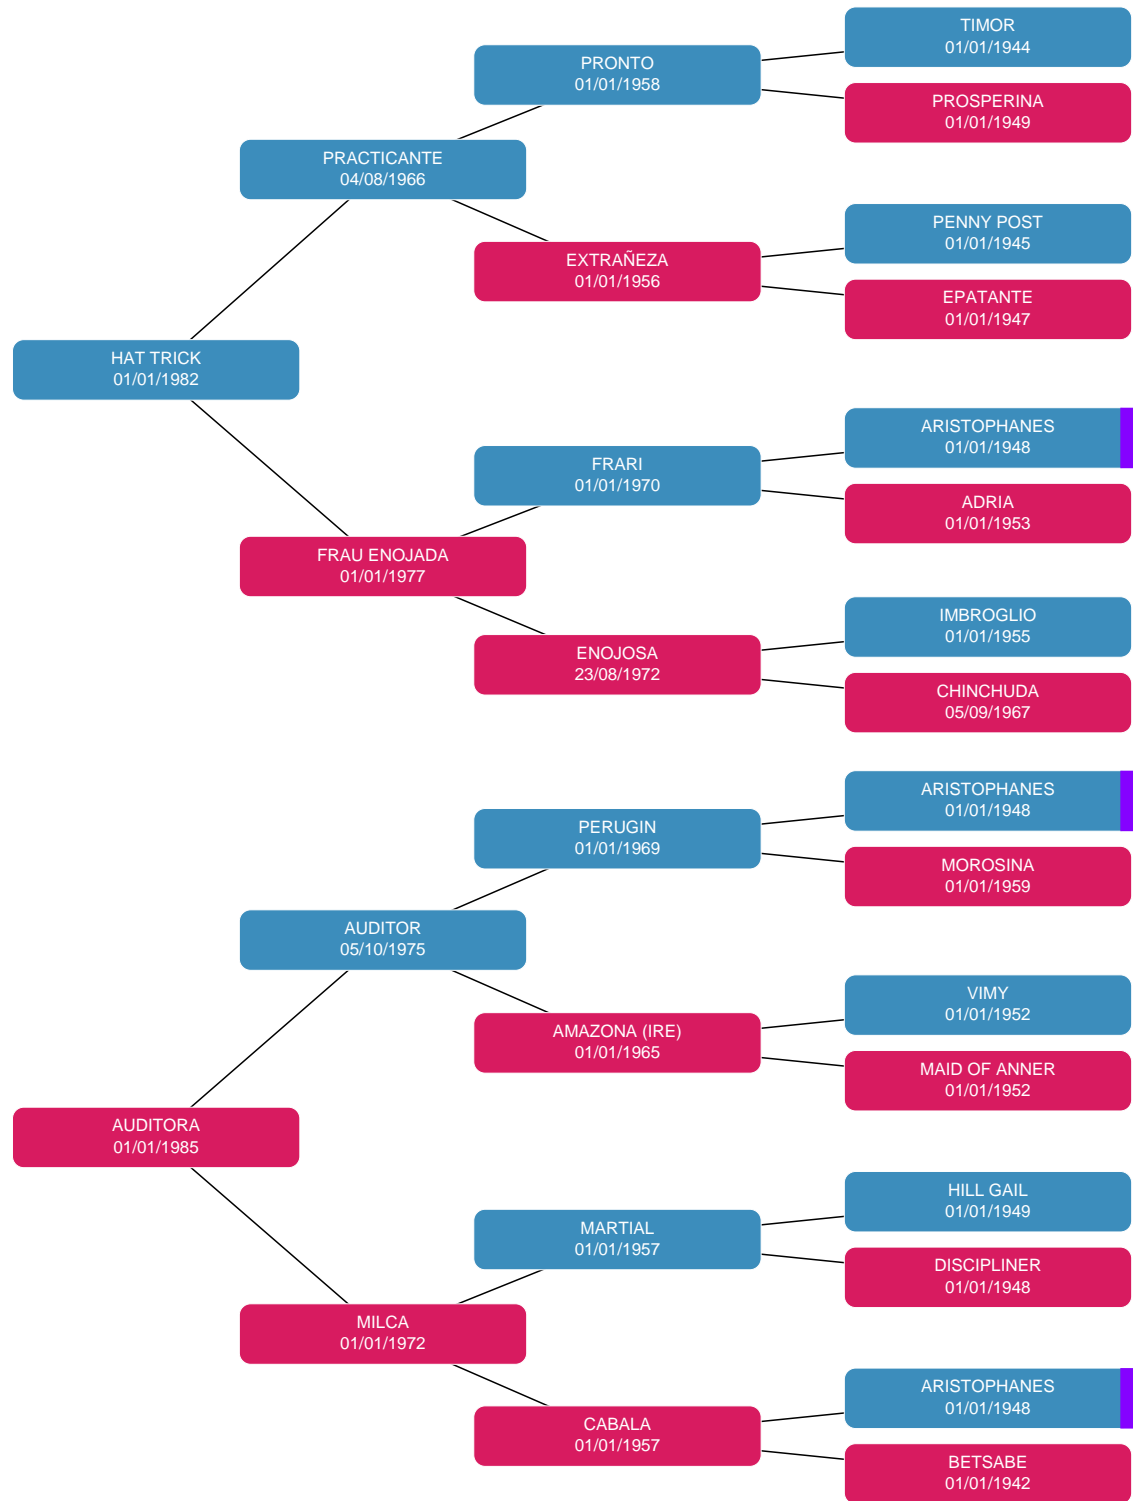 TIMOR
01/01/1944
PRONTO
01/01/1958
PROSPERINA
01/01/1949
PRACTICANTE
04/08/1966
PENNY POST
01/01/1945
EXTRAÑEZA
01/01/1956
EPATANTE
01/01/1947
HAT TRICK
01/01/1982
ARISTOPHANES
01/01/1948
FRARI
01/01/1970
ADRIA
01/01/1953
FRAU ENOJADA
01/01/1977
IMBROGLIO
01/01/1955
ENOJOSA
23/08/1972
CHINCHUDA
05/09/1967
ARISTOPHANES
01/01/1948
PERUGIN
01/01/1969
MOROSINA
01/01/1959
AUDITOR
05/10/1975
VIMY
01/01/1952
AMAZONA (IRE)
01/01/1965
MAID OF ANNER
01/01/1952
AUDITORA
01/01/1985
HILL GAIL
01/01/1949
MARTIAL
01/01/1957
DISCIPLINER
01/01/1948
MILCA
01/01/1972
ARISTOPHANES
01/01/1948
CABALA
01/01/1957
BETSABE
01/01/1942